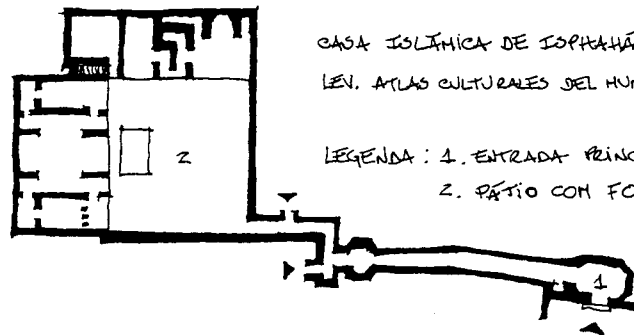 CASA ISLÂMICA DE ISPHAHÃ
LEV. ATLAS CULTURALES DEL
LEGENDA: 1. ENTRADA
2. PÁTIO COM
2
1